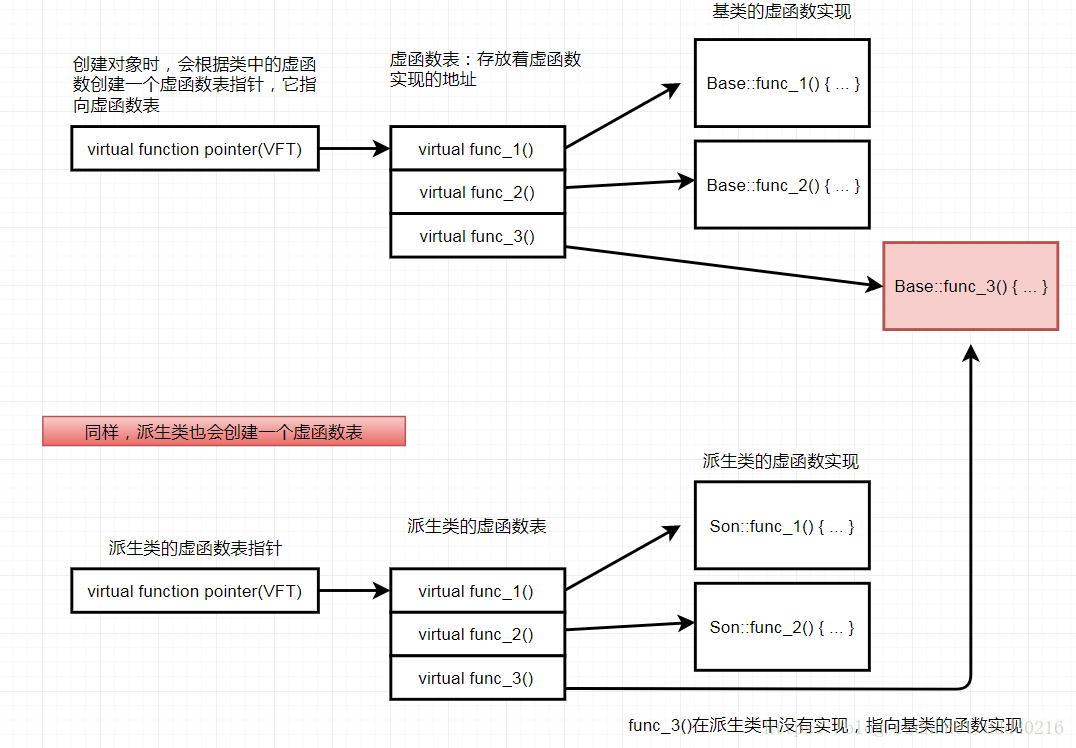 基类的虚函数实现
创建对象时，会根据类中的虚函
数创建一个虚函数表指针，它指
向虚函数表
虚函数表：存放着虚函数
实现的地址
Base::func_1() { ... }
virtual function pointer(VFT)
virtual func_1()
virtual func_2()
virtual func_3()
Base::func_2() { ... }
Base::func_3() { ... }
同样，派生类也会创建一个虚函数表
派生类的虚函数实现
派生类的虚函数表
派生类的虚函数表指针
Son::func_1() { ... }
virtual function pointer(VFT)
virtual func_1()
virtual func_2()
virtual func_3()
Son::func_2() { ... }
func_3()在派生类中没有实现，指向基类的函数实现